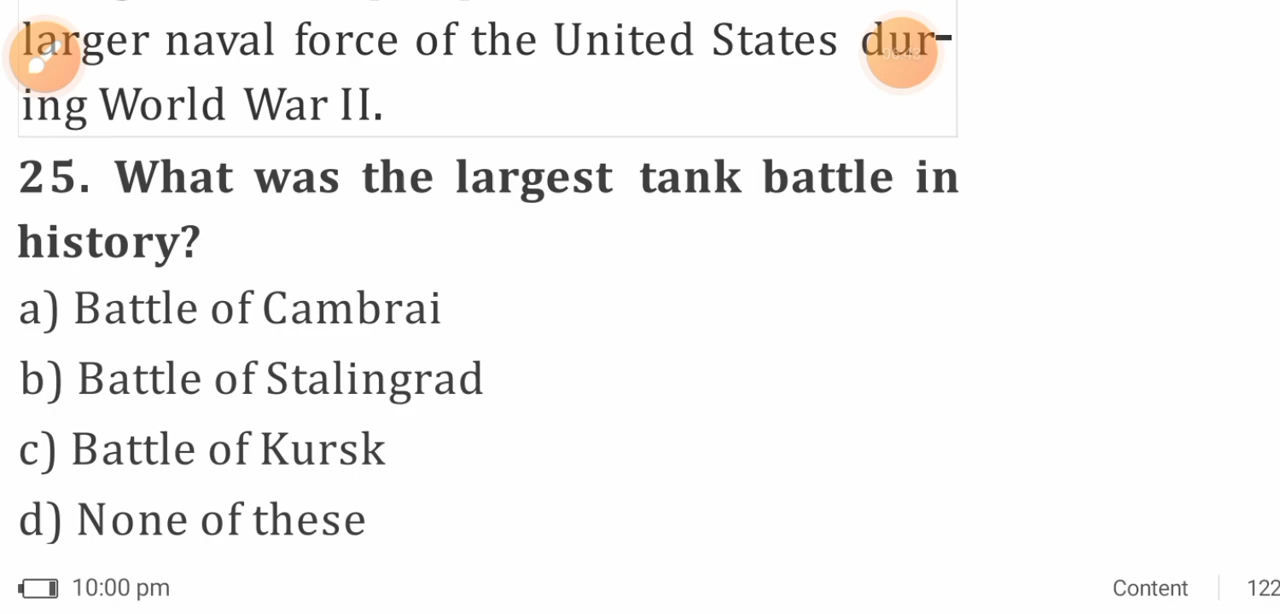 larger naval force of the United States dur-
ing World War II.
25. What was the largest tank battle in
history?
a) Battle of Cambrai
b) Battle of Stalingrad
c) Battle of Kursk
d) None of these
10:00 pm
Content
122